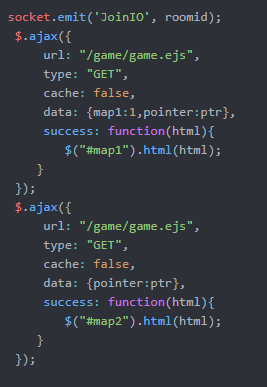 socket.emit('JoinIO', roomid);
$.ajax({
url: "/game/game.ejs",
type: "GET",
cache: false,
data: {map1:1,pointer:ptr},
success: function(html){
$("#map1").html(html);
}
});
$.ajax({
url: "/game/game.ejs",
type: "GET",
cache: false,
data: {pointer:ptr},
success: function(html){
$("#map2").html(html);
}
});